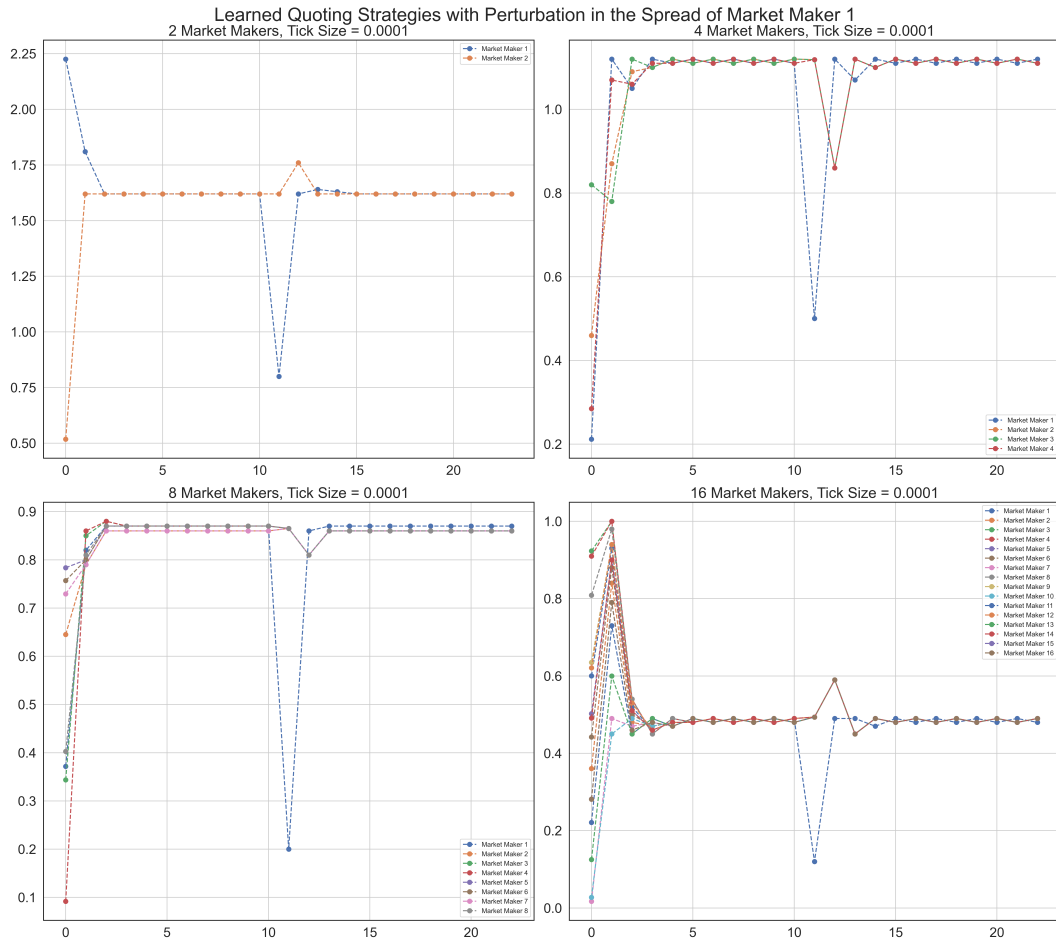 Learned Quoting Strategies with Perturbation in the Spread of Market Maker 1
2 Market Makers, Tick Size = 0.0001
2.25
2.00
1.75
1.50
1.25
1.00
0.75
0.50
0 5 10 15 20
Market Maker 1
Market Maker 2
4 Market Makers, Tick Size = 0.0001
1.0
0.8
0.6
0.4
0.2
0 5 10 15 20
Market Maker 1
Market Maker 2
Market Maker 3
Market Maker 4
8 Market Makers, Tick Size = 0.0001
0.9
0.8
0.7
0.6
0.5
0.4
0.3
0.2
0.1
0 5 10 15 20
Market Maker 1
Market Maker 2
Market Maker 3
Market Maker 4
Market Maker 5
Market Maker 6
Market Maker 7
Market Maker 8
16 Market Makers, Tick Size = 0.0001
1.0
0.8
0.6
0.4
0.2
0.0
0 5 10 15 20
Market Maker 1
Market Maker 2
Market Maker 3
Market Maker 4
Market Maker 5
Market Maker 6
Market Maker 7
Market Maker 8
Market Maker 9
Market Maker 10
Market Maker 11
Market Maker 12
Market Maker 13
Market Maker 14
Market Maker 15
Market Maker 16